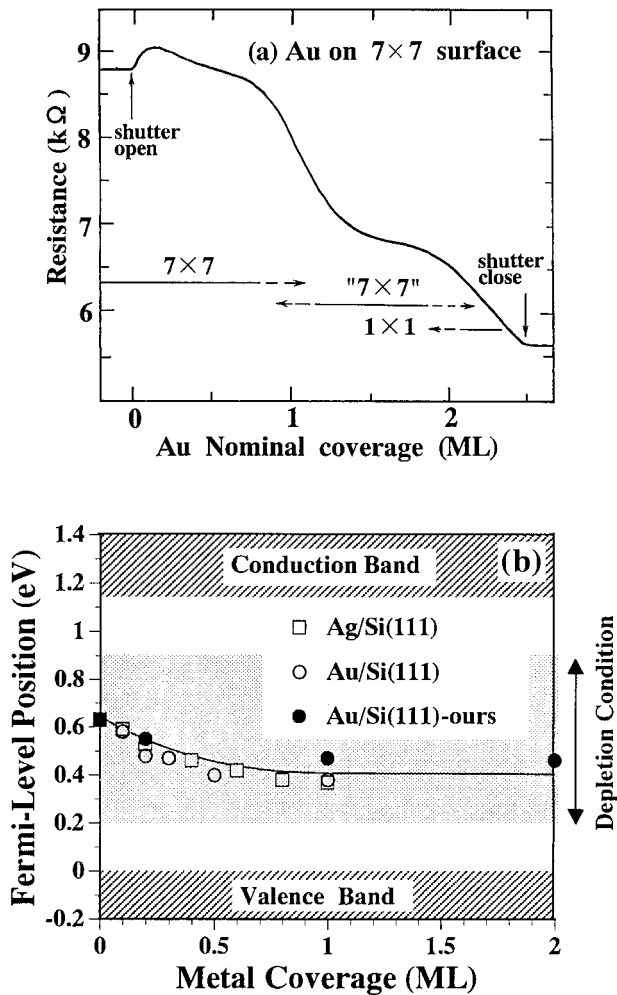 (a) Au on 7×7 surface
9
8
7
6
Resistance (kΩ)
shutter
open
7×7
"7×7"
1×1
shutter
close
0
1
2
Au Nominal coverage (ML)
(b)
1.4
1.2
1
0.8
0.6
0.4
0.2
0
-0.2
Fermi-Level Position (eV)
Conduction Band
Ag/Si(111)
Au/Si(111)
Au/Si(111)-ours
Depletion Condition
Valence Band
0
0.5
1
1.5
2
Metal Coverage (ML)